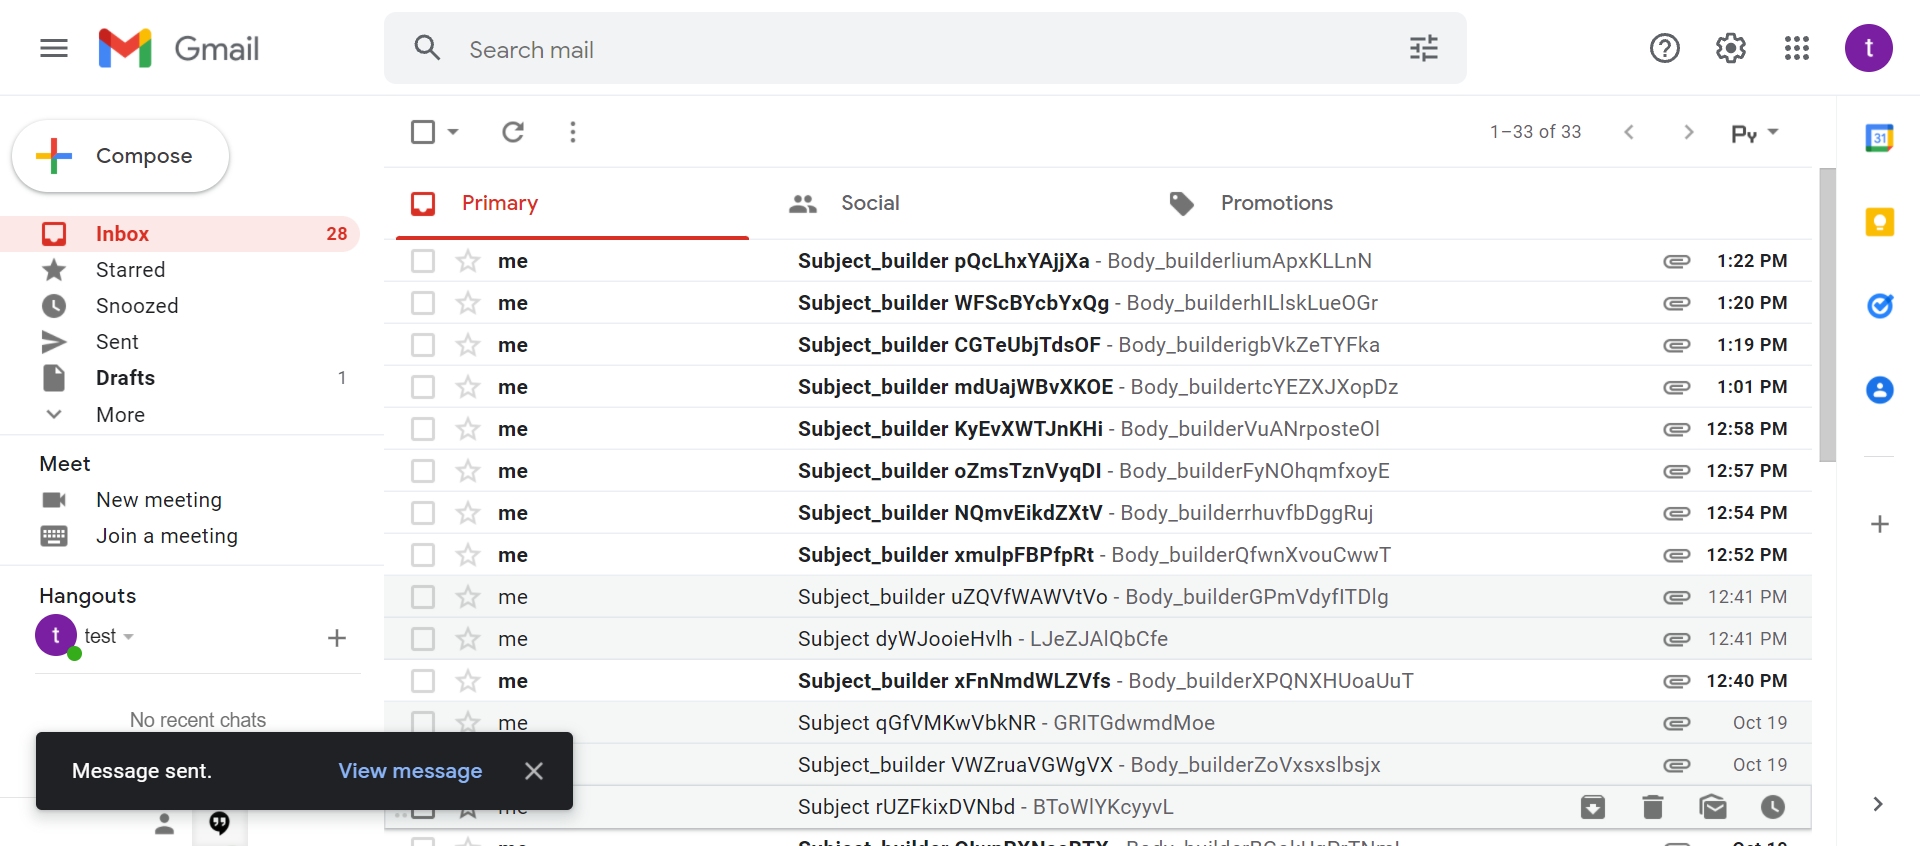 Gmail
Search mail
t
Compose
1–33 of 33
Py
31
Primary
Social
Promotions
Inbox 28
Starred
Snoozed
Sent
Drafts 1
More
Meet
New meeting
Join a meeting
Hangouts
t test
No recent chats
Message sent. View message
me Subject_builder pQcLhxYAjjXa - Body_builderliumApxKLLnN 1:22 PM
me Subject_builder WFScBYcbYxQg - Body_builderhILlskLueOGr 1:20 PM
me Subject_builder CGTeUbjTdsOF - Body_builderigbVkZeTYFka 1:19 PM
me Subject_builder mdUajWBvXKOE - Body_buildertcYEZXJXopDz 1:01 PM
me Subject_builder KyEvXWTJnKHi - Body_builderVuANrposteOl 12:58 PM
me Subject_builder oZmsTznVyqDI - Body_builderFyNOhqmfxoyE 12:57 PM
me Subject_builder NQmvEikdZXtV - Body_builderrhuvfbDggRuj 12:54 PM
me Subject_builder xmulpFBPfpRt - Body_builderQfwnXvouCwwT 12:52 PM
me Subject_builder uZQVfWAWVtVo - Body_builderGPmVdyfITDlg 12:41 PM
me Subject dyWJooieHvlh - LJeZJAlQbCfe 12:41 PM
me Subject_builder xFnNmdWLZVfs - Body_builderXPQNXHUoaUuT 12:40 PM
me Subject qGfVMKwVbkNR - GRITGdwmdMoe Oct 19
Subject_builder VWZruaVGWgVX - Body_builderZoVxsxslbsjx Oct 19
me Subject rUZFkixDVNbd - BToWlYKcyyvL